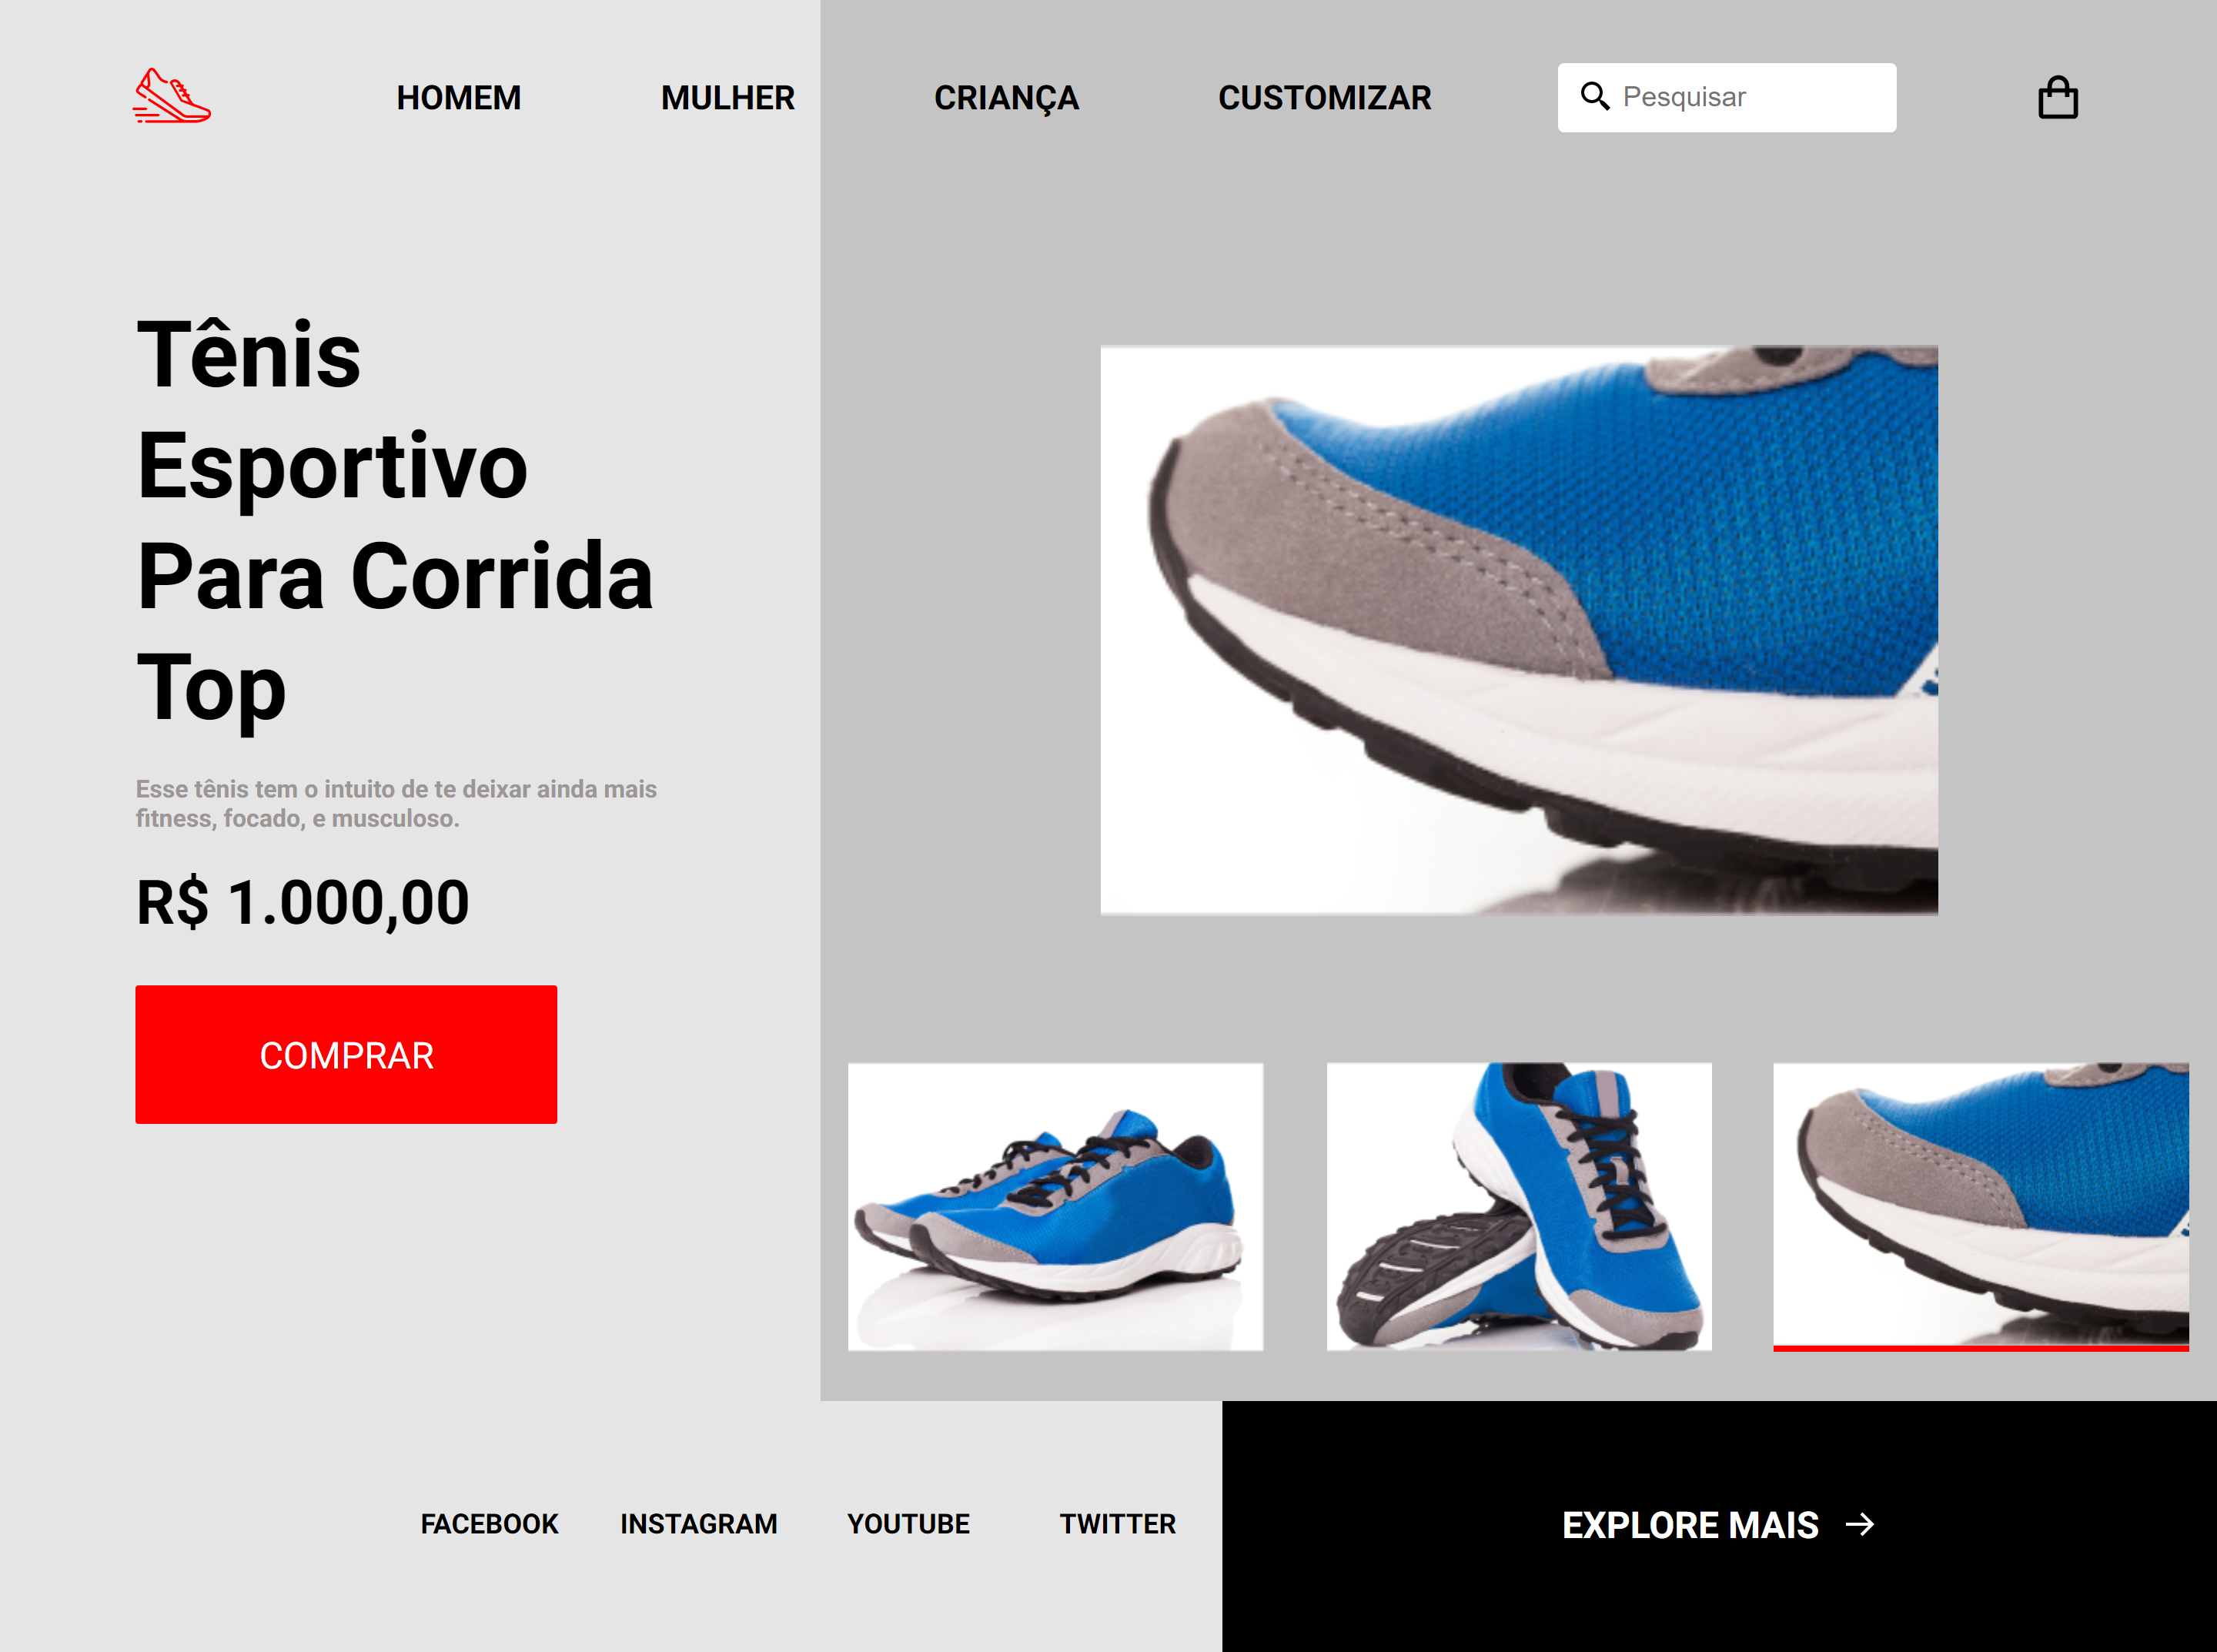 HOMEM
MULHER
CRIANÇA
CUSTOMIZAR
Pesquisar
Tênis
Esportivo
Para Corrida
Top
Esse tênis tem o intuito de te deixar ainda mais
fitness, focado, e musculoso.
R$ 1.000,00
COMPRAR
FACEBOOK
INSTAGRAM
YOUTUBE
TWITTER
EXPLORE MAIS